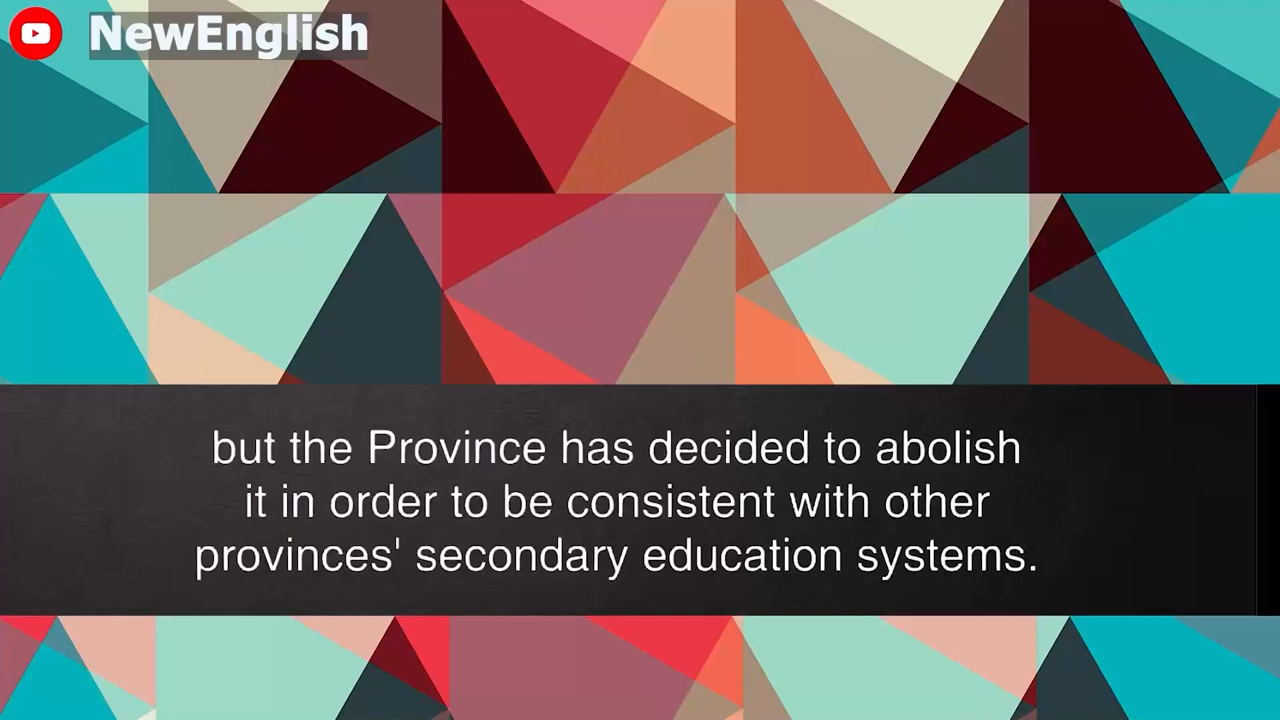 NewEnglish
but the Province has decided to abolish
it in order to be consistent with other
provinces' secondary education systems.